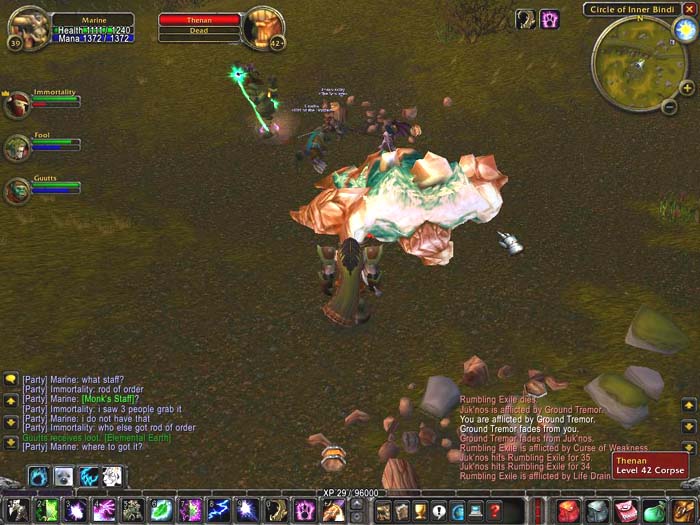 Marine
Health 1111 / 1240
Mana 1372 / 1372
39
Thenan
Dead
42+
Circle of Inner Bindi
N
Immortality
Fool
Guutts
[Party] Marine: what staff?
[Party] Immortality: rod of order
[Party] Marine: [Monk's Staff]?
[Party] Immortality: i saw 3 people grab it
[Party] Marine: i do not have that
[Party] Immortality: who else got rod of order
Guutts receives loot: [Elemental Earth]
[Party] Marine: where to got it?
Rumbling Exile dies.
Juk'nos is afflicted by Ground Tremor.
You are afflicted by Ground Tremor.
Ground Tremor fades from you.
Ground Tremor fades from Juk'nos.
Rumbling Exile is afflicted by Curse of Weakness
Juk'nos hits Rumbling Exile for 35.
Juk'nos hits Rumbling Exile for 34.
Rumbling Exile is afflicted by Life Drain
Thenan
Level 42 Corpse
XP 29 / 96000